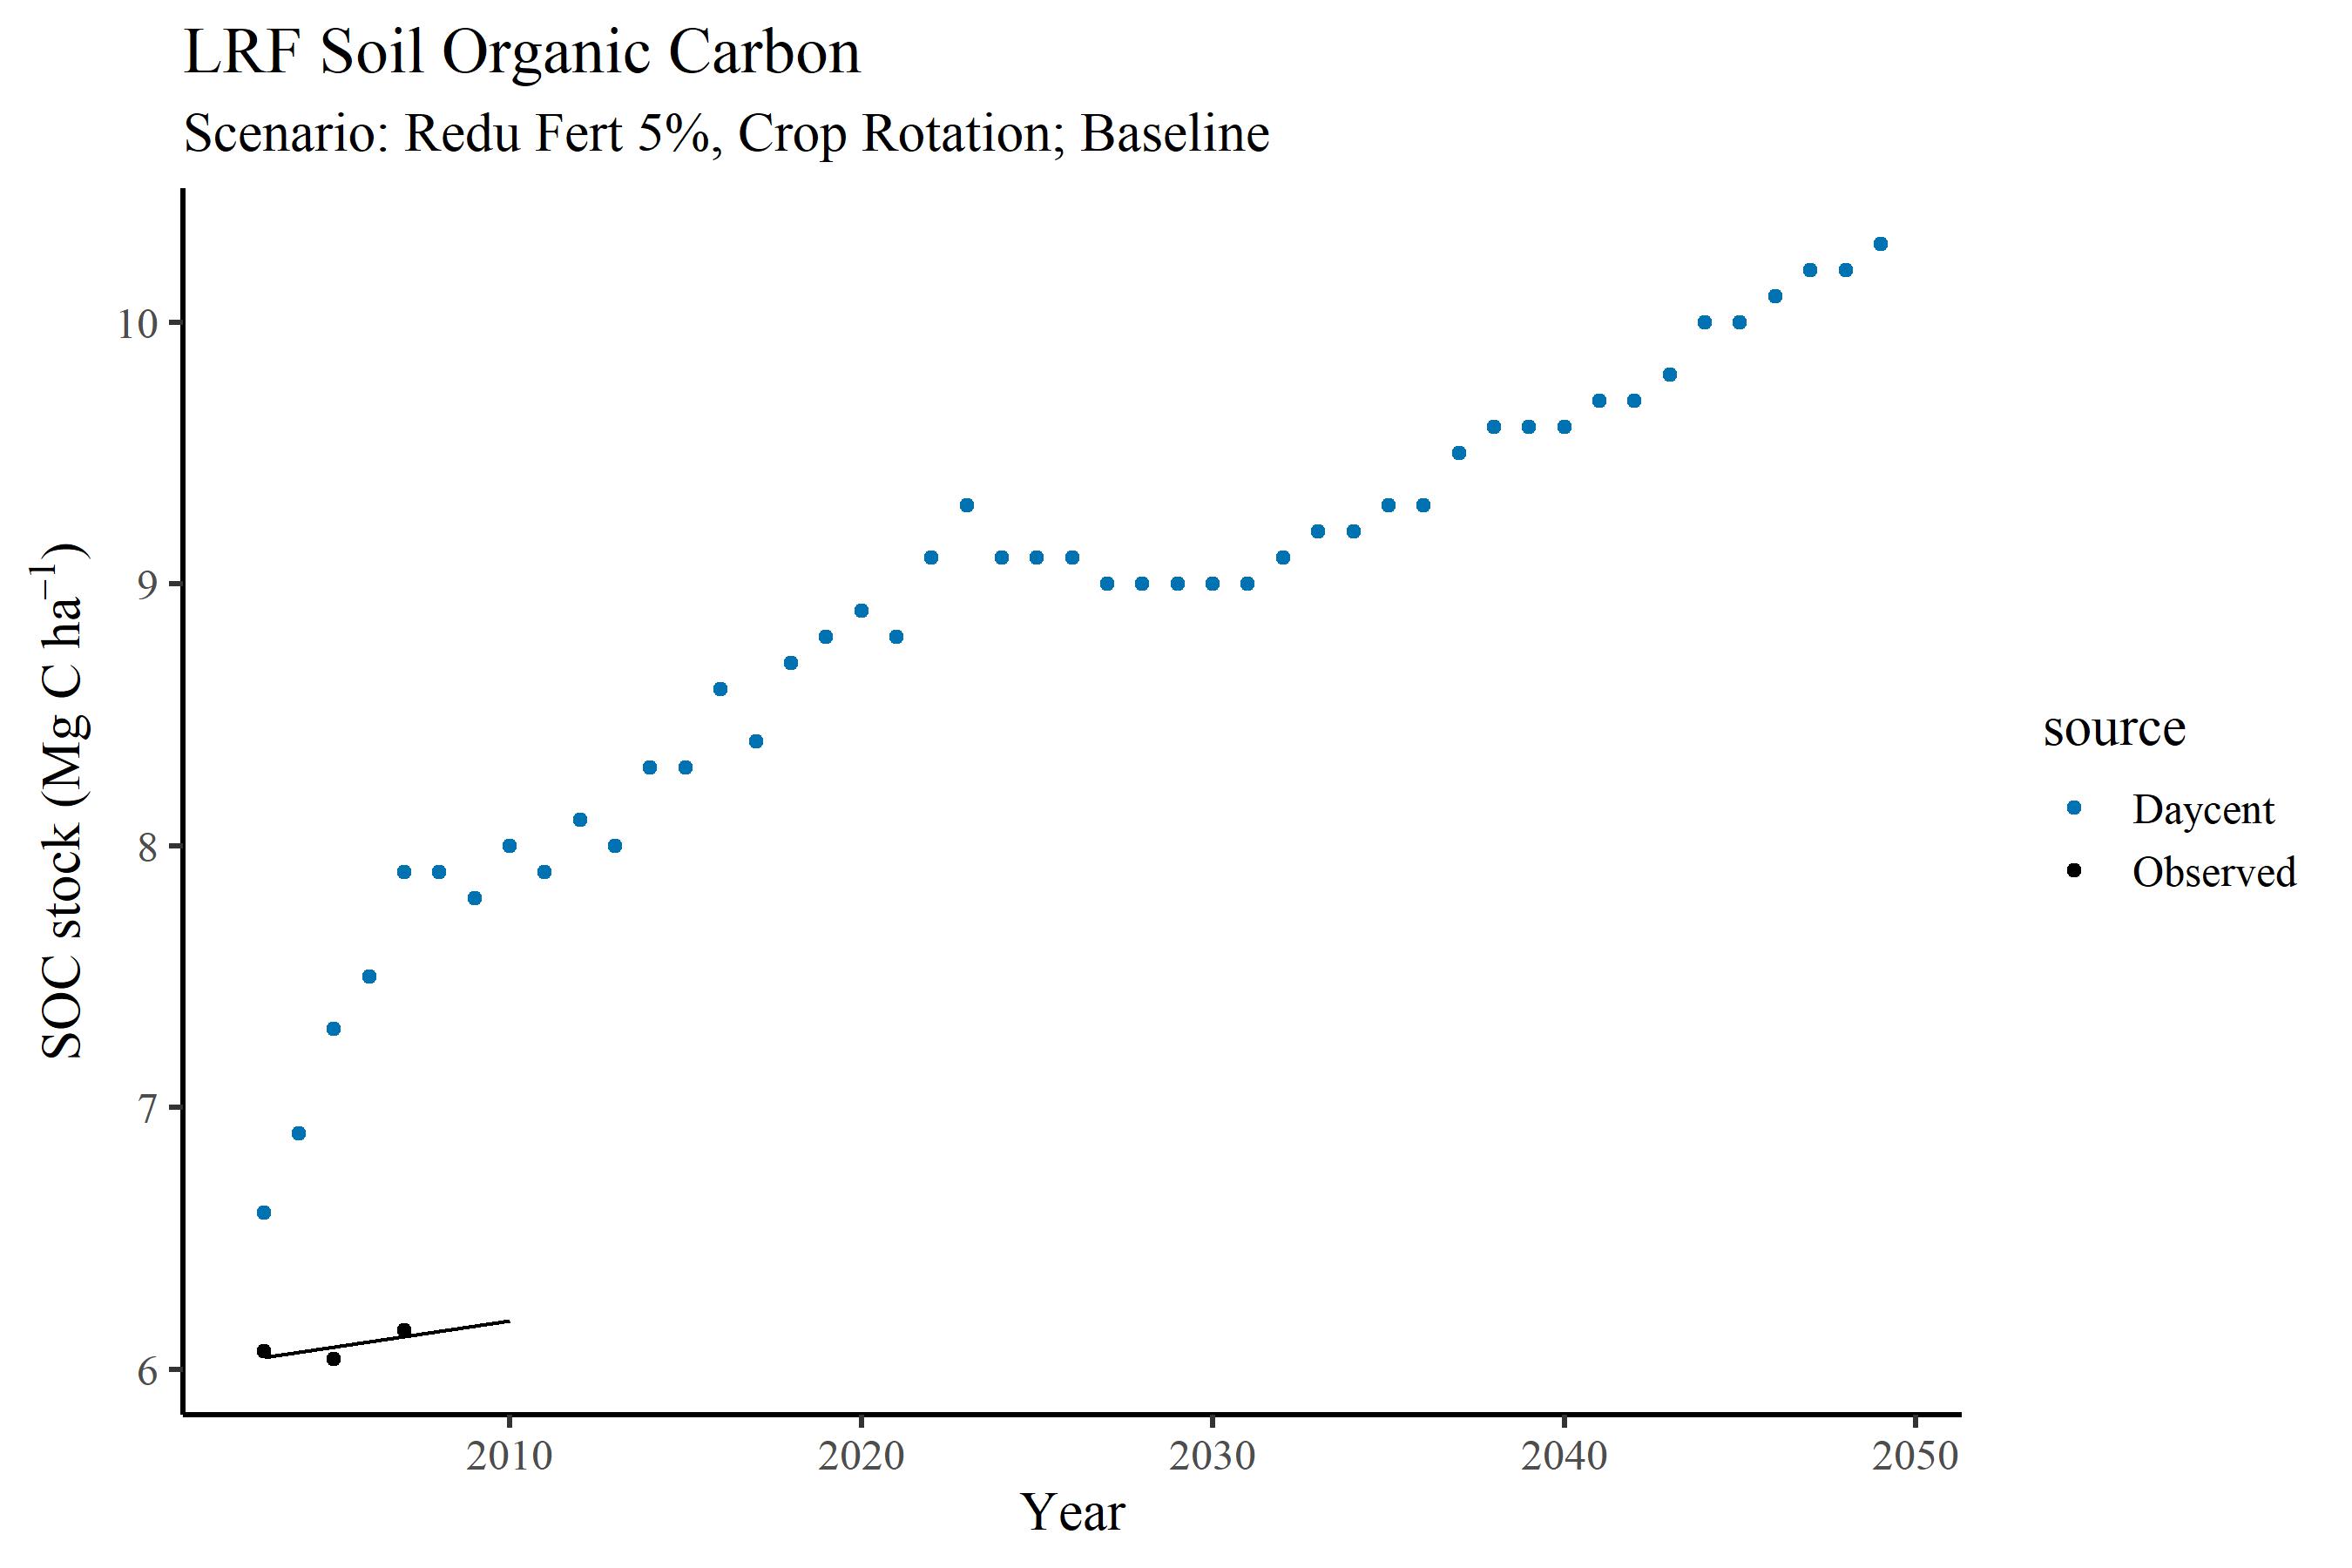 LRF Soil Organic Carbon
Scenario: Redu Fert 5%, Crop Rotation; Baseline
SOC stock (Mg C ha⁻¹)
10
9
8
7
6
2010 2020 2030 2040 2050
Year
source
Daycent
Observed